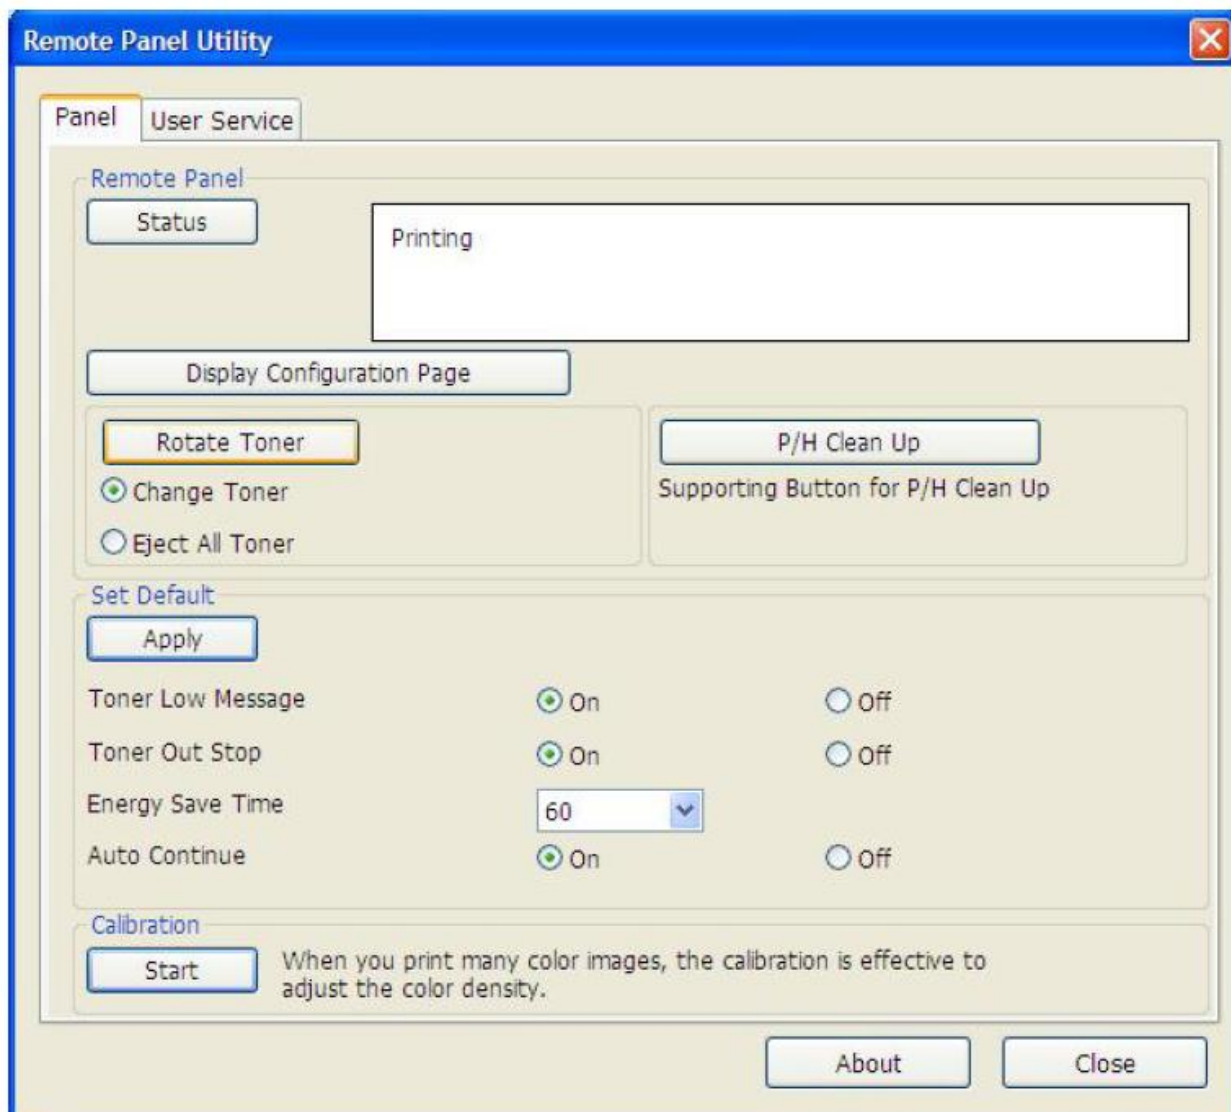 Remote Panel Utility
Panel
User Service
Remote Panel
Status
Printing
Display Configuration Page
Rotate Toner
Change Toner
Eject All Toner
P/H Clean Up
Supporting Button for P/H Clean Up
Set Default
Apply
Toner Low Message On Off
Toner Out Stop On Off
Energy Save Time 60
Auto Continue On Off
Calibration
Start
When you print many color images, the calibration is effective to
adjust the color density.
About
Close